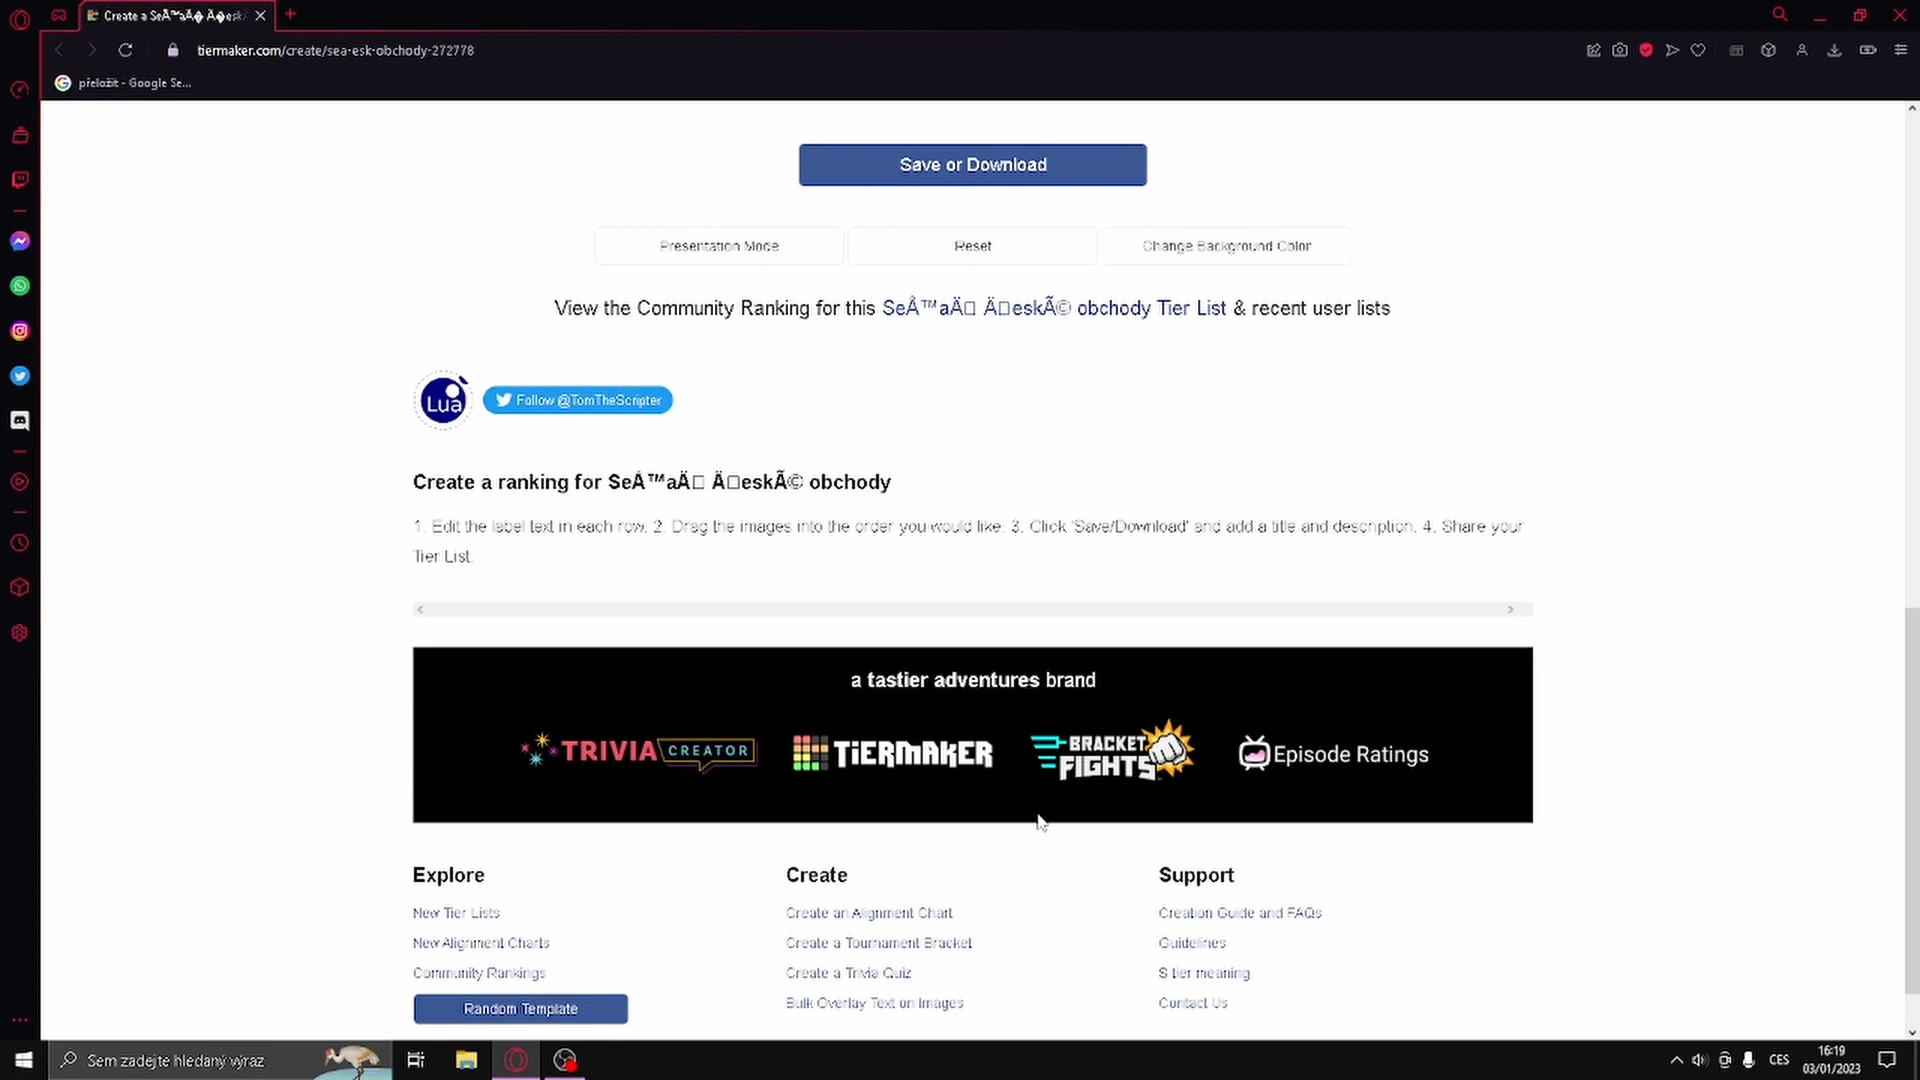 Create a SeÅ™aÄ� Ä�eskÃ
tiermaker.com/create/sea-esk-obchody-272778
přeložit - Google Se...
Save or Download
Presentation Mode
Reset
Change Background Color
View the Community Ranking for this SeÅ™aÄ□ Ä□eskÃ© obchody Tier List & recent user lists
Lua
Follow @TomTheScripter
Create a ranking for SeÅ™aÄ□ Ä□eskÃ© obchody
1. Edit the label text in each row. 2. Drag the images into the order you would like. 3. Click 'Save/Download' and add a title and description. 4. Share your
Tier List.
a tastier adventures brand
TRIVIA CREATOR
TiERMAKER
BRACKET
FIGHTS
Episode Ratings
Explore
Create
Support
New Tier Lists
Create an Alignment Chart
Creation Guide and FAQs
New Alignment Charts
Create a Tournament Bracket
Guidelines
Community Rankings
Create a Trivia Quiz
S tier meaning
Random Template
Bulk Overlay Text on Images
Contact Us
Sem zadejte hledaný výraz
CES
16:19
03/01/2023